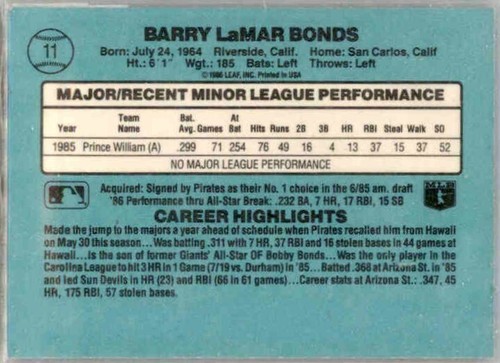 11
BARRY LaMAR BONDS
Born: July 24, 1964 Riverside, Calif. Home: San Carlos, Calif
Ht.: 6'1" Wgt.: 185 Bats: Left Throws: Left
© 1986 LEAF, INC. Printed in USA
MAJOR/RECENT MINOR LEAGUE PERFORMANCE
Year Team Name Bat. Avg. Games At Bat Hits Runs 2B 3B HR RBI Steal Walk SO
1985 Prince William (A) .299 71 254 76 49 16 4 13 37 15 37 52
NO MAJOR LEAGUE PERFORMANCE
Acquired: Signed by Pirates as their No. 1 choice in the 6/85 am. draft
'86 Performance thru All-Star Break: .232 BA, 7 HR, 17 RBI, 15 SB
CAREER HIGHLIGHTS
Made the jump to the majors a year ahead of schedule when Pirates recalled him from Hawaii
on May 30 this season...Was batting .311 with 7 HR, 37 RBI and 16 stolen bases in 44 games at
Hawaii...Is the son of former Giants' All-Star OF Bobby Bonds...Was the only player in the
Carolina League to hit 3 HR in 1 Game (7/19 vs. Durham) in '85...Batted .368 at Arizona St. in '85
and led Sun Devils in HR (23) and RBI (66 in 61 games)...Career stats at Arizona St.: .347, 45
HR, 175 RBI, 57 stolen bases.